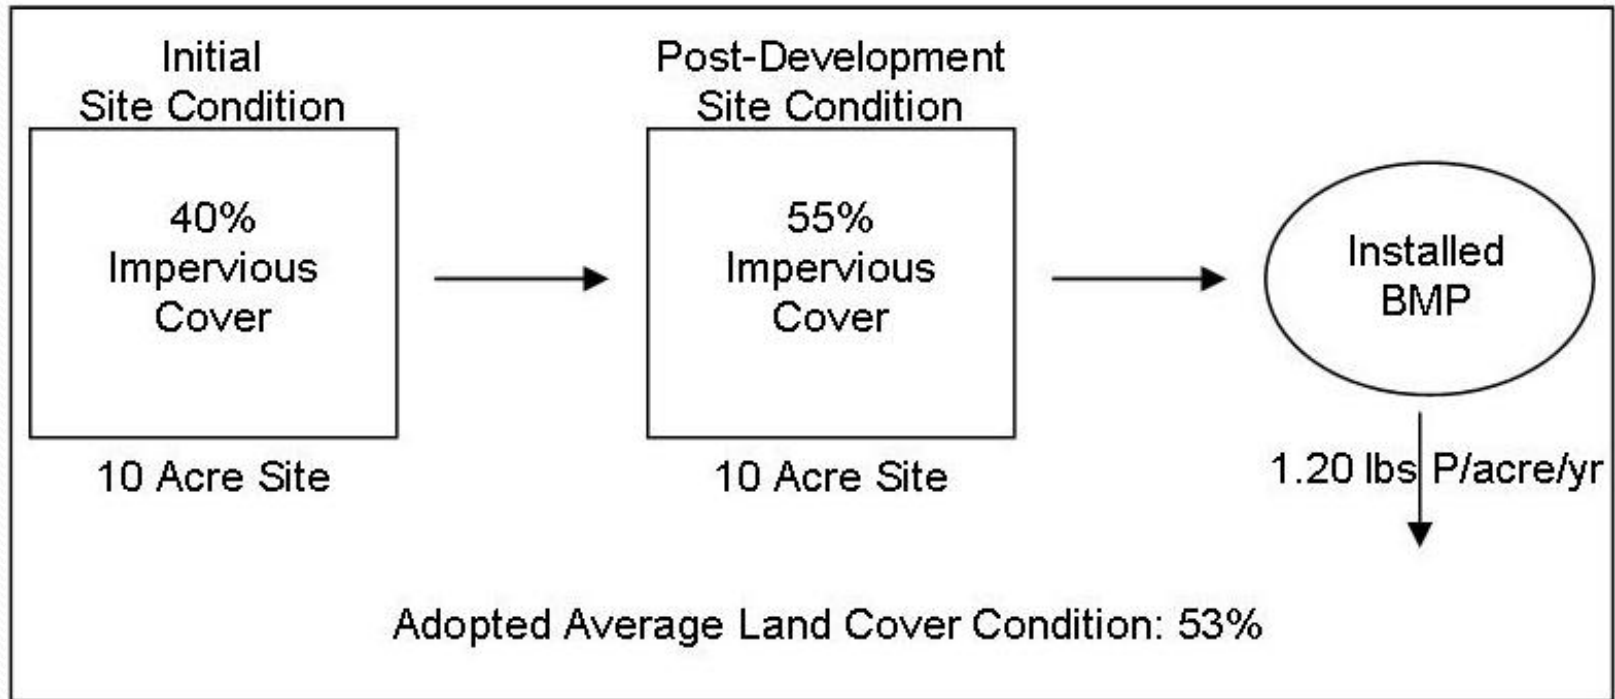 Initial
Site Condition
40%
Impervious
Cover
10 Acre Site
Post-Development
Site Condition
55%
Impervious
Cover
10 Acre Site
Installed
BMP
1.20 lbs P/acre/yr
Adopted Average Land Cover Condition: 53%